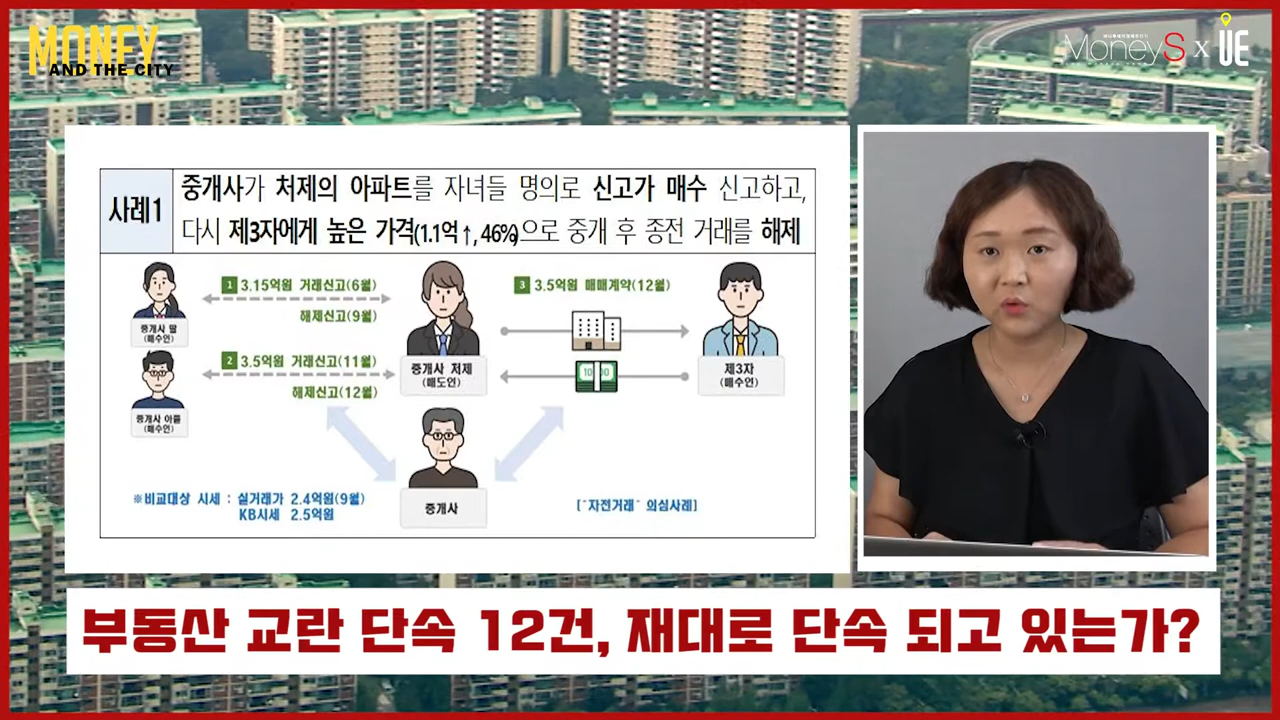 MONEY
AND THE CITY
MoneyS X UE
사례1
중개사가 처제의 아파트를 자녀들 명의로 신고가 매수 신고하고,
다시 제3자에게 높은 가격(1.1억↑, 46%)으로 중개 후 종전 거래를 해제
1 3.15억원 거래신고(6월)
해제신고(9월)
중개사 딸
(매수인)
2 3.5억원 거래신고(11월)
해제신고(12월)
중개사 아들
(매수인)
중개사 처제
(매도인)
3 3.5억원 매매계약(12월)
제3자
(매수인)
중개사
※비교대상 시세 : 실거래가 2.4억원(9월)
KB시세 2.5억원
["자전거래" 의심사례]
부동산 교란 단속 12건, 재대로 단속 되고 있는가?